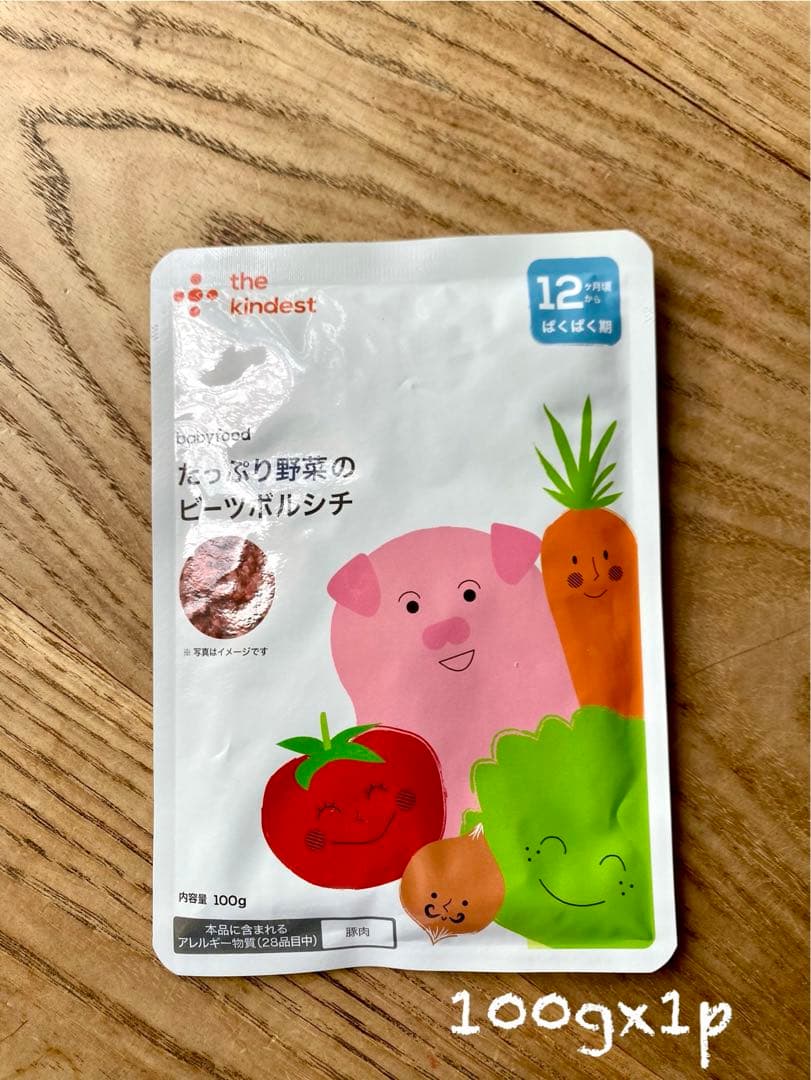 the
kindest
12ヶ月頃から
ぱくぱく期
babyfood
たっぷり野菜の
ビーツボルシチ
※ 写真はイメージです
内容量 100g
本品に含まれる
アレルギー物質(28品目中)
豚肉
100gx1p